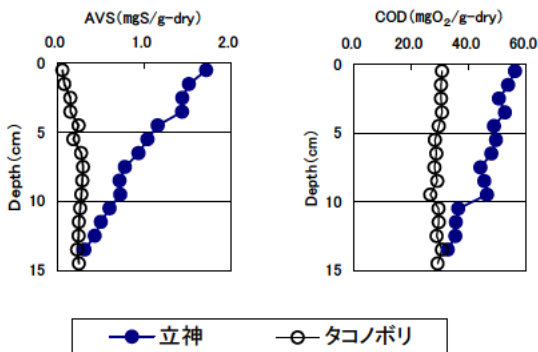 AVS(mgS/g-dry)
0.0 1.0 2.0
0
5
10
15
Depth(cm)
COD(mgO₂/g-dry)
0.0 20.0 40.0 60.0
0
5
10
15
Depth(cm)
立神 タコノボリ